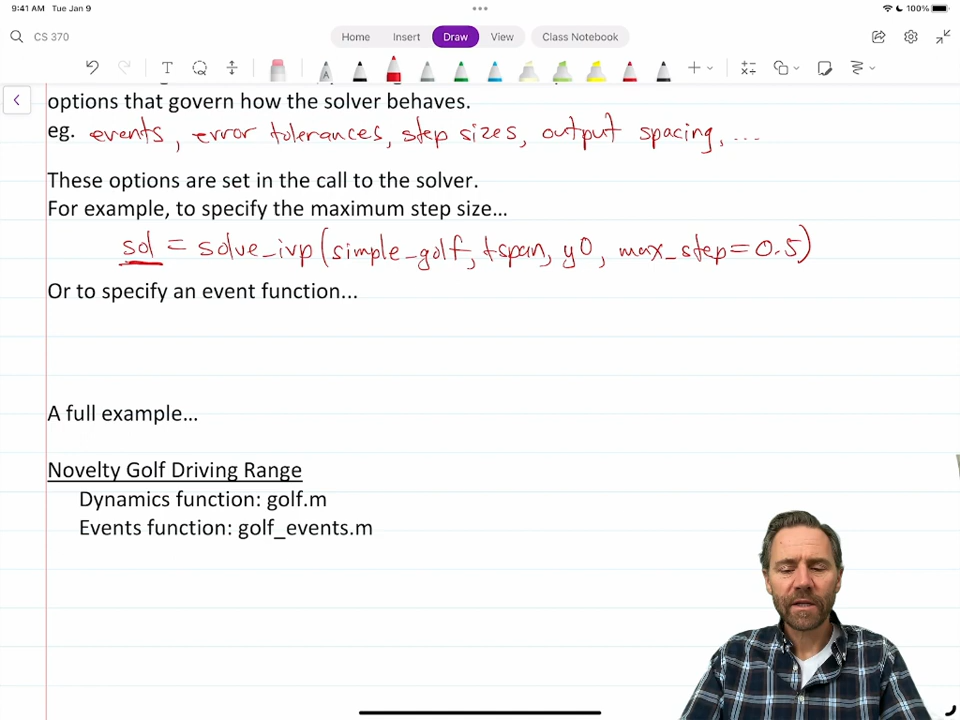 9:41 AM Tue Jan 9
100%
CS 370
Home Insert Draw View Class Notebook
options that govern how the solver behaves.
eg. events, error tolerances, step sizes, output spacing, ...
These options are set in the call to the solver.
For example, to specify the maximum step size...
sol = solve_ivp(simple_golf, tspan, y0, max_step=0.5)
Or to specify an event function...
A full example...
Novelty Golf Driving Range
Dynamics function: golf.m
Events function: golf_events.m